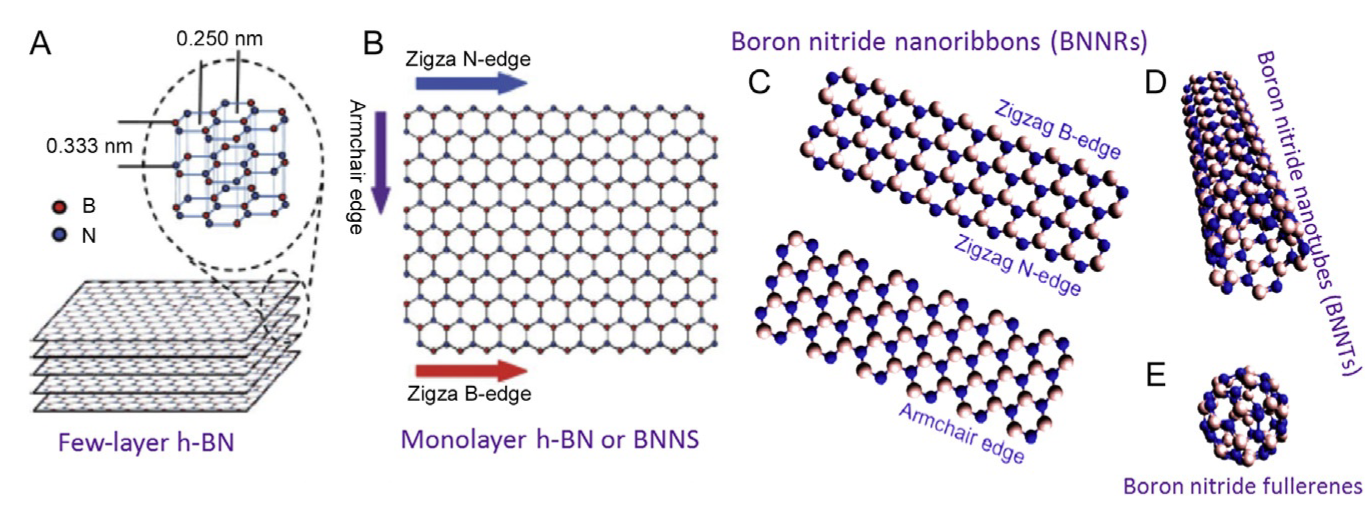 A
0.250 nm
0.333 nm
B
N
Few-layer h-BN
B
Zigza N-edge
Armchair edge
Zigza B-edge
Monolayer h-BN or BNNS
Boron nitride nanoribbons (BNNRs)
C
Zigzag B-edge
Zigzag N-edge
Armchair edge
D
Boron nitride nanotubes (BNNTs)
E
Boron nitride fullerenes